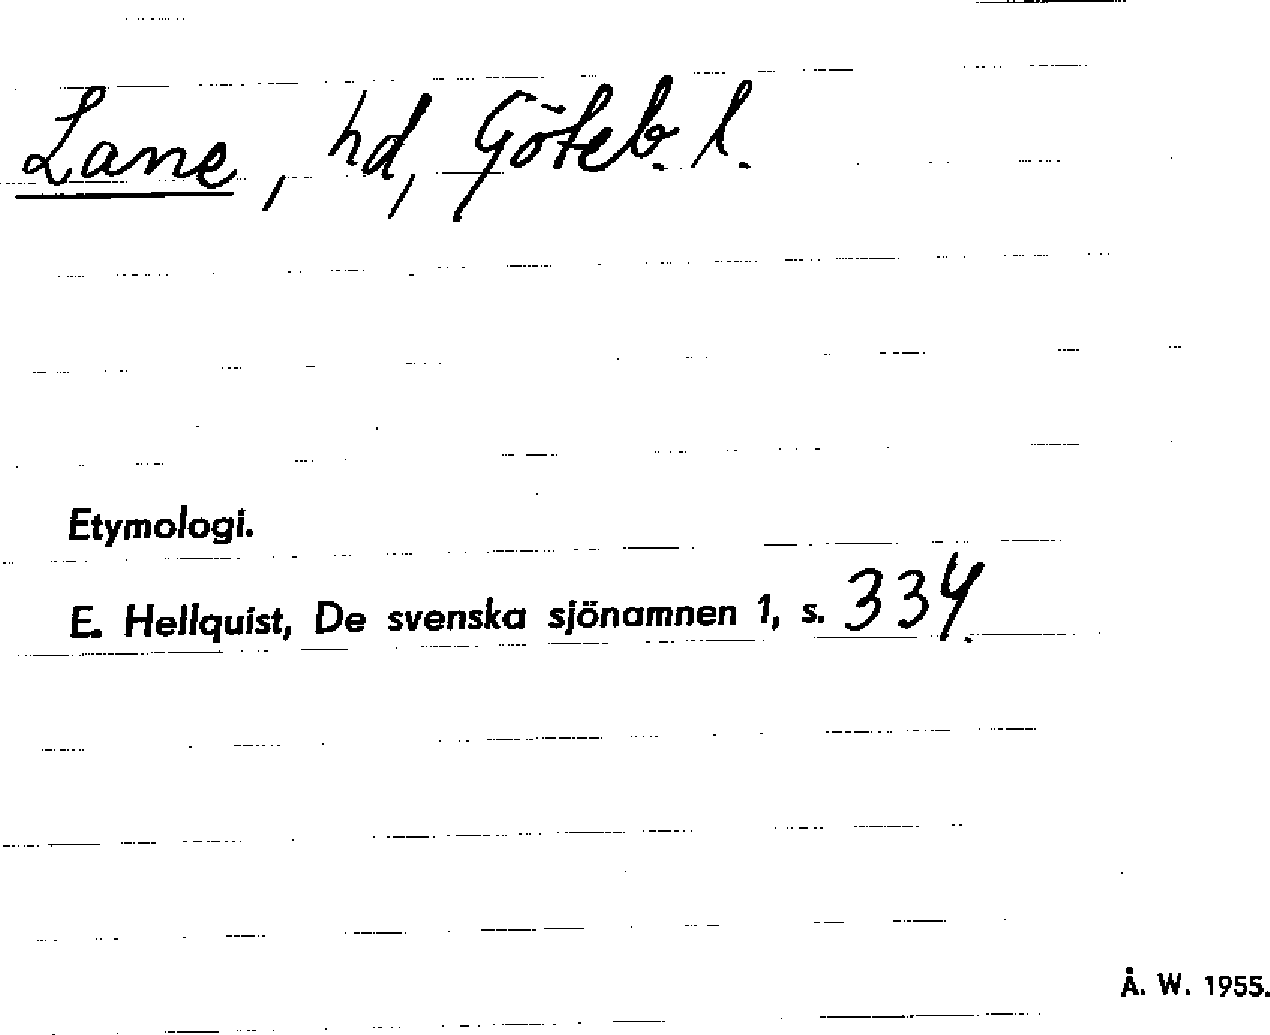 Lane, hd, Göteb. l.
Etymologi.
E. Hellquist, De svenska sjönamnen 1, s. 334.
Å. W. 1955.